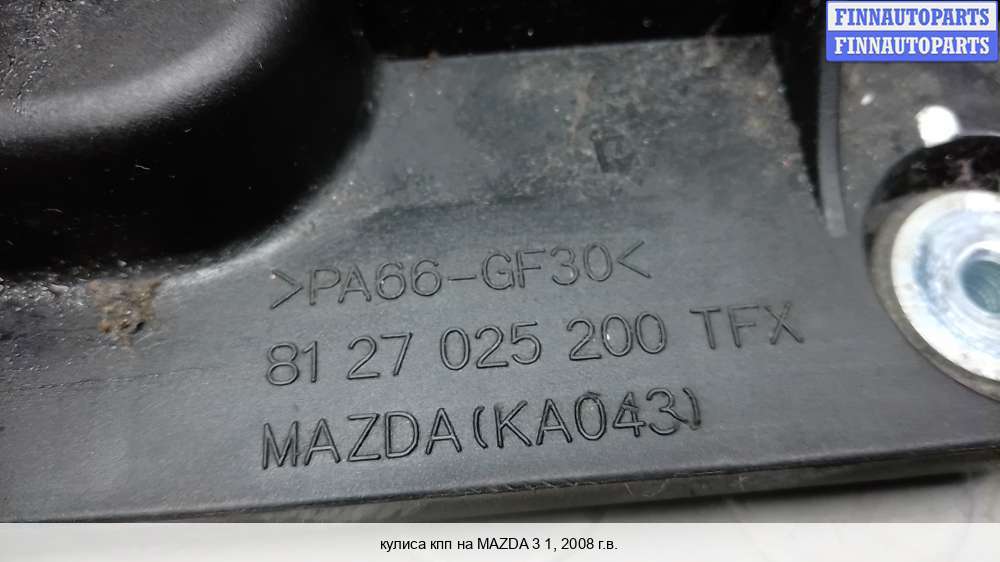 FINNAUTOPARTS
FINNAUTOPARTS
>PA66-GF30<
81 27 025 200 TFX
MAZDA(KA043)
кулиса кпп на MAZDA 3 1, 2008 г.в.